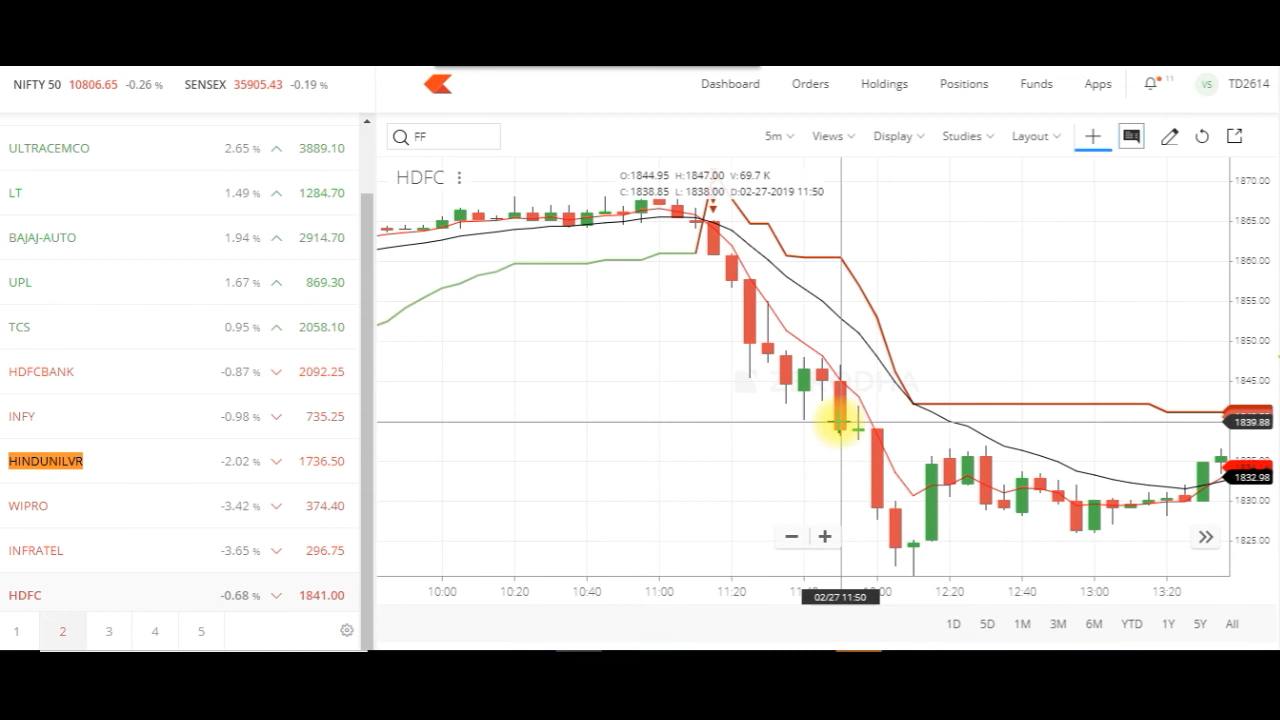 NIFTY 50 10806.65 -0.26 % SENSEX 35905.43 -0.19 %
Dashboard Orders Holdings Positions Funds Apps 11 VS TD2614
ULTRACEMCO 2.65 % 3889.10
LT 1.49 % 1284.70
BAJAJ-AUTO 1.94 % 2914.70
UPL 1.67 % 869.30
TCS 0.95 % 2058.10
HDFCBANK -0.87 % 2092.25
INFY -0.98 % 735.25
HINDUNILVR -2.02 % 1736.50
WIPRO -3.42 % 374.40
INFRATEL -3.65 % 296.75
HDFC -0.68 % 1841.00
1 2 3 4 5
FF 5m Views Display Studies Layout
HDFC
O:1844.95 H:1847.00 V:69.7 K
C:1838.85 L:1838.00 D:02-27-2019 11:50
1870.00
1865.00
1860.00
1855.00
1850.00
1845.00
1839.88
1832.98
1830.00
1825.00
10:00 10:20 10:40 11:00 11:20 12:20 12:40 13:00 13:20
02/27 11:50
1D 5D 1M 3M 6M YTD 1Y 5Y All